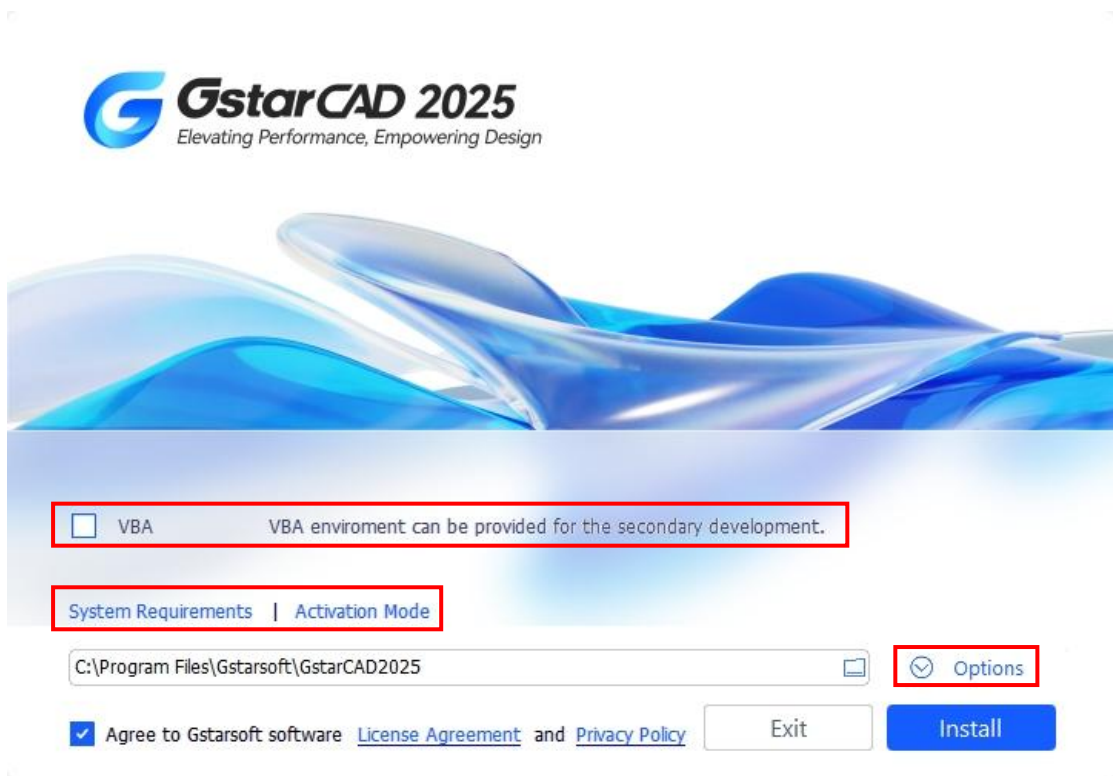 GstarCAD 2025
Elevating Performance, Empowering Design
VBA VBA enviroment can be provided for the secondary development.
System Requirements | Activation Mode
C:\Program Files\Gstarsoft\GstarCAD2025 Options
Agree to Gstarsoft software License Agreement and Privacy Policy Exit Install